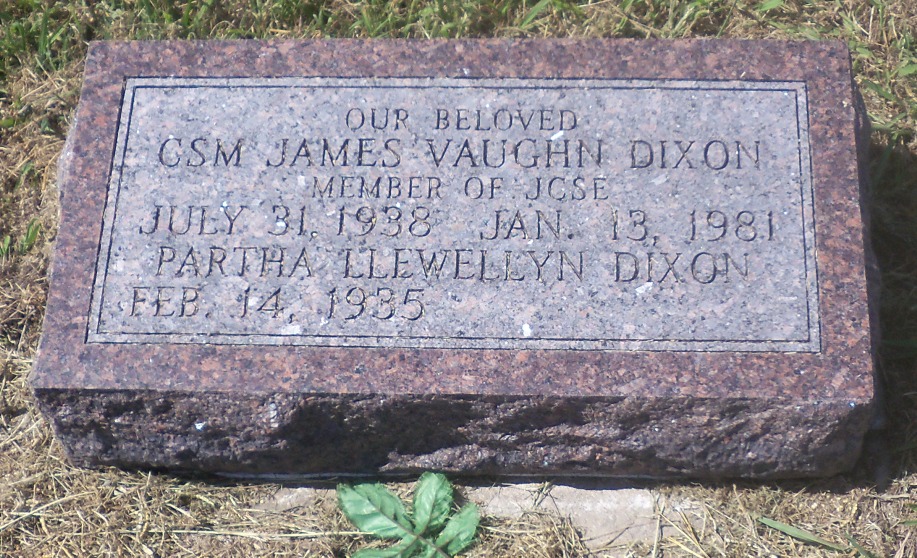 OUR BELOVED
CSM JAMES VAUGHN DIXON
MEMBER OF JCSE
JULY 31, 1938 JAN. 13, 1981
PARTHA LLEWELLYN DIXON
FEB. 14, 1935